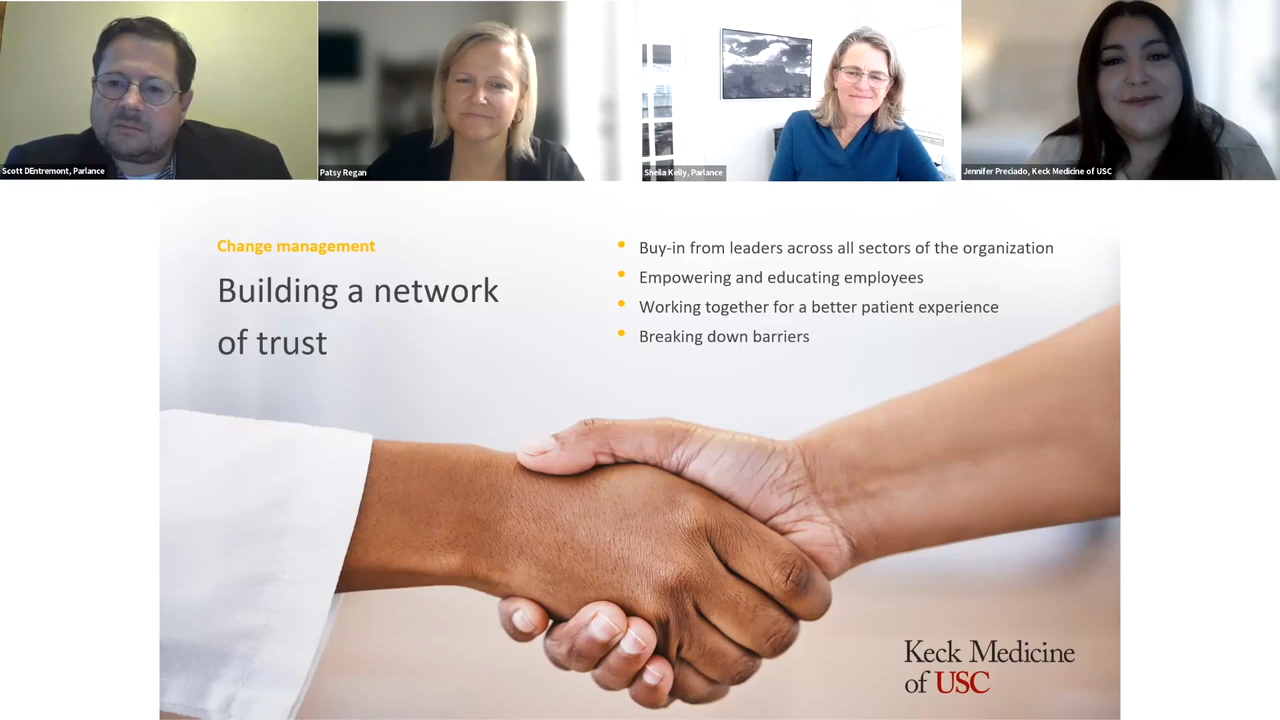 Scott DEntremont, Parlance
Patsy Regan
Sheila Kelly, Parlance
Jennifer Preciado, Keck Medicine of USC
Change management
Building a network
of trust
• Buy-in from leaders across all sectors of the organization
• Empowering and educating employees
• Working together for a better patient experience
• Breaking down barriers
Keck Medicine
of USC